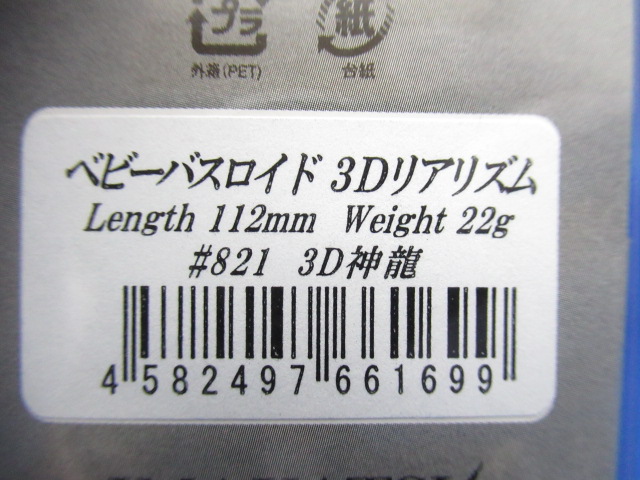 プラ 紙
外箱(PET) 台紙
ベビーバスロイド 3Dリアリズム
Length 112mm Weight 22g
#821 3D神龍
4 582497 661699